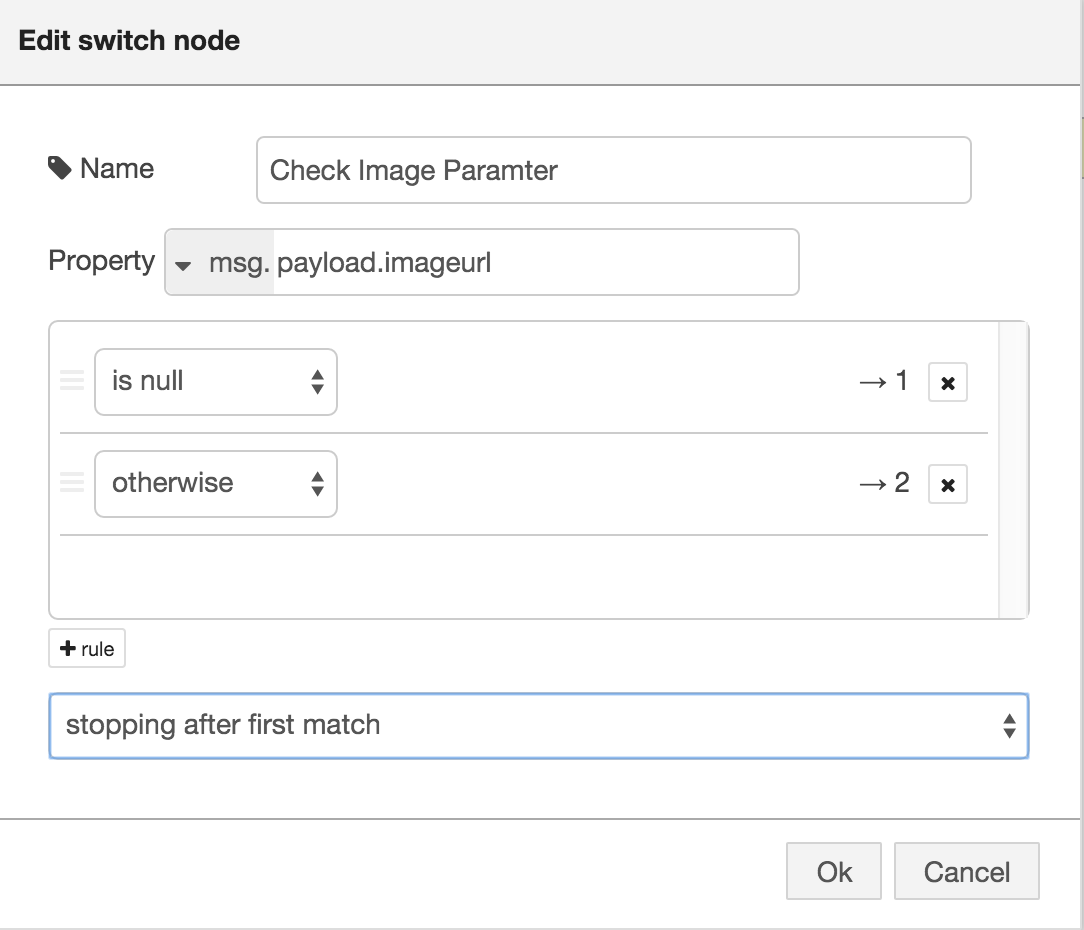 Edit switch node
Name
Check Image Paramter
Property
msg. payload.imageurl
is null
→ 1
otherwise
→ 2
+ rule
stopping after first match
Ok
Cancel